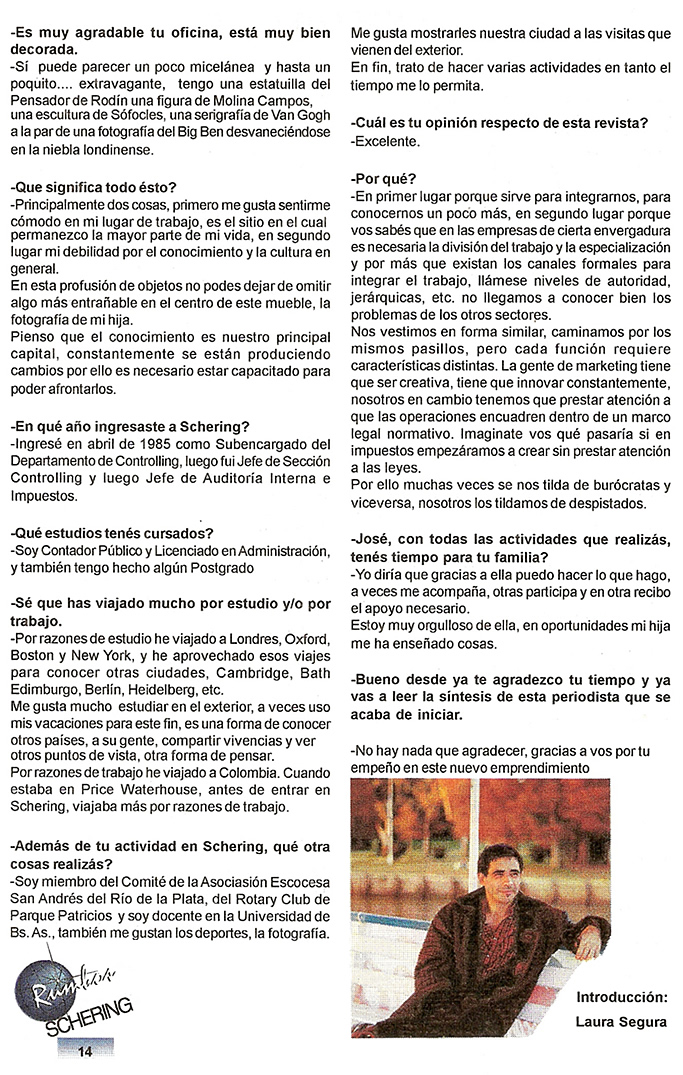 -Es muy agradable tu oficina, está muy bien
decorada.
-Sí puede parecer un poco micelánea y hasta un
poquito.... extravagante, tengo una estatuilla del
Pensador de Rodín una figura de Molina Campos,
una escultura de Sófocles, una serigrafía de Van Gogh
a la par de una fotografía del Big Ben desvaneciéndose
en la niebla londinense.
-Que significa todo ésto?
-Principalmente dos cosas, primero me gusta sentirme
cómodo en mi lugar de trabajo, es el sitio en el cual
permanezco la mayor parte de mi vida, en segundo
lugar mi debilidad por el conocimiento y la cultura en
general.
En esta profusión de objetos no podes dejar de omitir
algo más entrañable en el centro de este mueble, la
fotografía de mi hija.
Pienso que el conocimiento es nuestro principal
capital, constantemente se están produciendo
cambios por ello es necesario estar capacitado para
poder afrontarlos.
-En qué año ingresaste a Schering?
-Ingresé en abril de 1985 como Subencargado del
Departamento de Controlling, luego fui Jefe de Sección
Controlling y luego Jefe de Auditoría Interna e
Impuestos.
-Qué estudios tenés cursados?
-Soy Contador Público y Licenciado en Administración,
y también tengo hecho algún Postgrado
-Sé que has viajado mucho por estudio y/o por
trabajo.
-Por razones de estudio he viajado a Londres, Oxford,
Boston y New York, y he aprovechado esos viajes
para conocer otras ciudades, Cambridge, Bath
Edimburgo, Berlín, Heidelberg, etc.
Me gusta mucho estudiar en el exterior, a veces uso
mis vacaciones para este fin, es una forma de conocer
otros países, a su gente, compartir vivencias y ver
otros puntos de vista, otra forma de pensar.
Por razones de trabajo he viajado a Colombia. Cuando
estaba en Price Waterhouse, antes de entrar en
Schering, viajaba más por razones de trabajo.
-Además de tu actividad en Schering, qué otra
cosas realizás?
-Soy miembro del Comité de la Asociación Escocesa
San Andrés del Río de la Plata, del Rotary Club de
Parque Patricios y soy docente en la Universidad de
Bs. As., también me gustan los deportes, la fotografía.
SCHERING
14
Me gusta mostrarles nuestra ciudad a las visitas que
vienen del exterior.
En fin, trato de hacer varias actividades en tanto el
tiempo me lo permita.
-Cuál es tu opinión respecto de esta revista?
-Excelente.
-Por qué?
-En primer lugar porque sirve para integrarnos, para
conocernos un poco más, en segundo lugar porque
vos sabés que en las empresas de cierta envergadura
es necesaria la división del trabajo y la especialización
y por más que existan los canales formales para
integrar el trabajo, llámese niveles de autoridad,
jerárquicas, etc. no llegamos a conocer bien los
problemas de los otros sectores.
Nos vestimos en forma similar, caminamos por los
mismos pasillos, pero cada función requiere
características distintas. La gente de marketing tiene
que ser creativa, tiene que innovar constantemente,
nosotros en cambio tenemos que prestar atención a
que las operaciones encuadren dentro de un marco
legal normativo. Imaginate vos qué pasaría si en
impuestos empezáramos a crear sin prestar atención
a las leyes.
Por ello muchas veces se nos tilda de burócratas y
viceversa, nosotros los tildamos de despistados.
-José, con todas las actividades que realizás,
tenés tiempo para tu familia?
-Yo diría que gracias a ella puedo hacer lo que hago,
a veces me acompaña, otras participa y en otra recibo
el apoyo necesario.
Estoy muy orgulloso de ella, en oportunidades mi hija
me ha enseñado cosas.
-Bueno desde ya te agradezco tu tiempo y ya
vas a leer la síntesis de esta periodista que se
acaba de iniciar.
-No hay nada que agradecer, gracias a vos por tu
empeño en este nuevo emprendimiento
Introducción:
Laura Segura